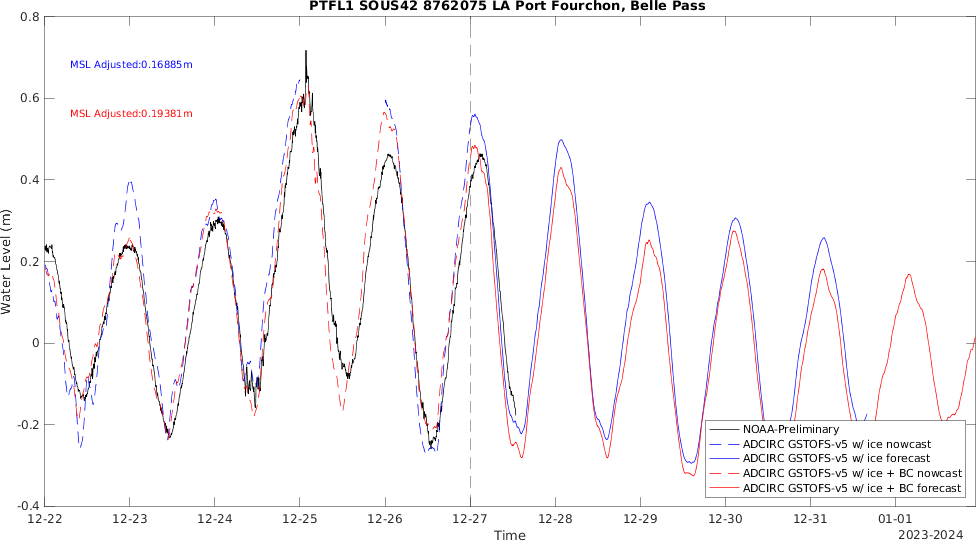 PTFL1 SOUS42 8762075 LA Port Fourchon, Belle Pass
0.8
0.6
0.4
0.2
0
-0.2
-0.4
Water Level (m)
MSL Adjusted:0.16885m
MSL Adjusted:0.19381m
NOAA-Preliminary
ADCIRC GSTOFS-v5 w/ ice nowcast
ADCIRC GSTOFS-v5 w/ ice forecast
ADCIRC GSTOFS-v5 w/ ice + BC nowcast
ADCIRC GSTOFS-v5 w/ ice + BC forecast
12-22 12-23 12-24 12-25 12-26 12-27 12-28 12-29 12-30 12-31 01-01
Time
2023-2024